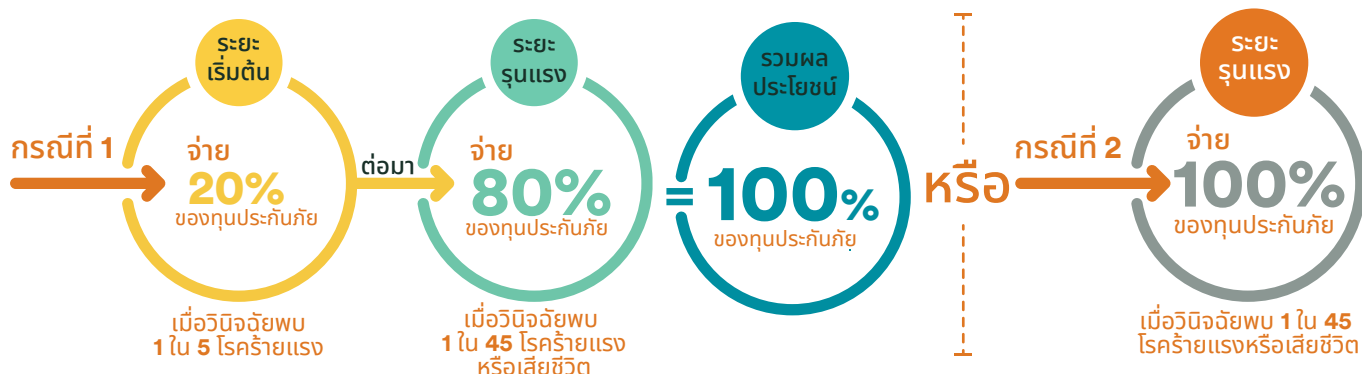 กรณีที่ 1
ระยะ
เริ่มต้น
จ่าย
20%
ของทุนประกันภัย
เมื่อวินิจฉัยพบ
1 ใน 5 โรคร้ายแรง
ต่อมา
ระยะ
รุนแรง
จ่าย
80%
ของทุนประกันภัย
เมื่อวินิจฉัยพบ
1 ใน 45 โรคร้ายแรง
หรือเสียชีวิต
=
รวมผล
ประโยชน์
100%
ของทุนประกันภัย
หรือ
กรณีที่ 2
ระยะ
รุนแรง
จ่าย
100%
ของทุนประกันภัย
เมื่อวินิจฉัยพบ 1 ใน 45
โรคร้ายแรงหรือเสียชีวิต